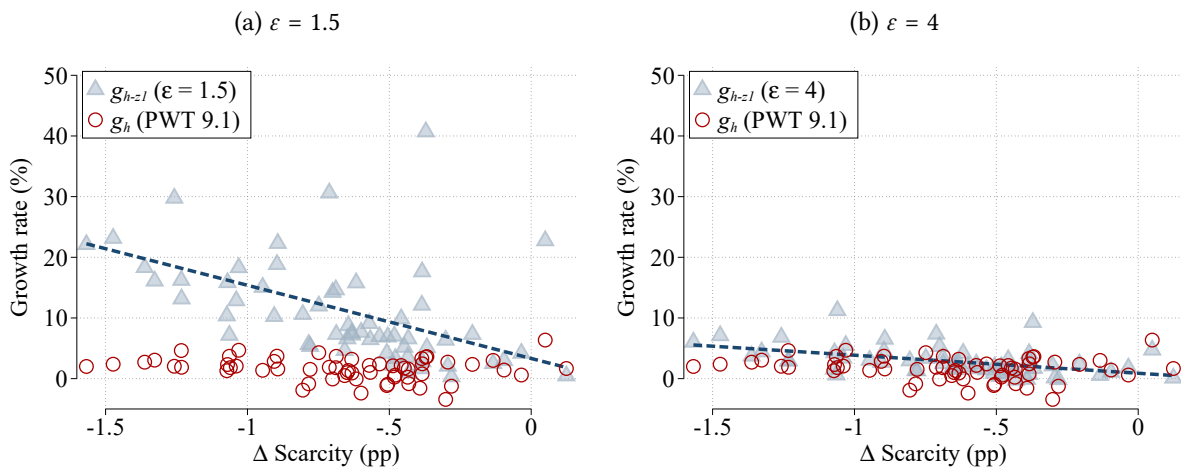 (a) ε = 1.5
50
40
30
20
10
0
Growth rate (%)
g_{h-z1} (ε = 1.5)
g_h (PWT 9.1)
-1.5
-1
-.5
0
Δ Scarcity (pp)
(b) ε = 4
50
40
30
20
10
0
Growth rate (%)
g_{h-z1} (ε = 4)
g_h (PWT 9.1)
-1.5
-1
-.5
0
Δ Scarcity (pp)